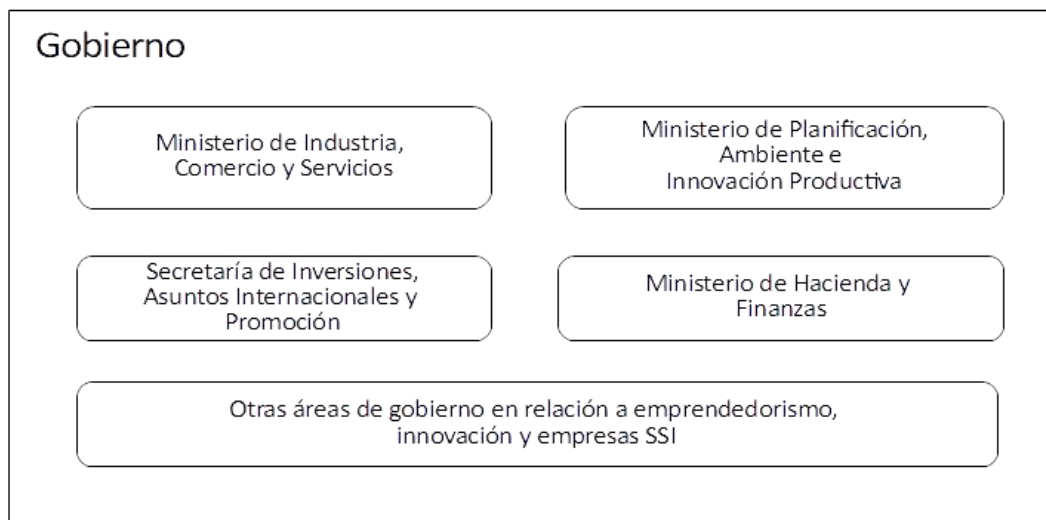 Gobierno
Ministerio de Industria,
Comercio y Servicios
Ministerio de Planificación,
Ambiente e
Innovación Productiva
Secretaría de Inversiones,
Asuntos Internacionales y
Promoción
Ministerio de Hacienda y
Finanzas
Otras áreas de gobierno en relación a emprendedorismo,
innovación y empresas SSI